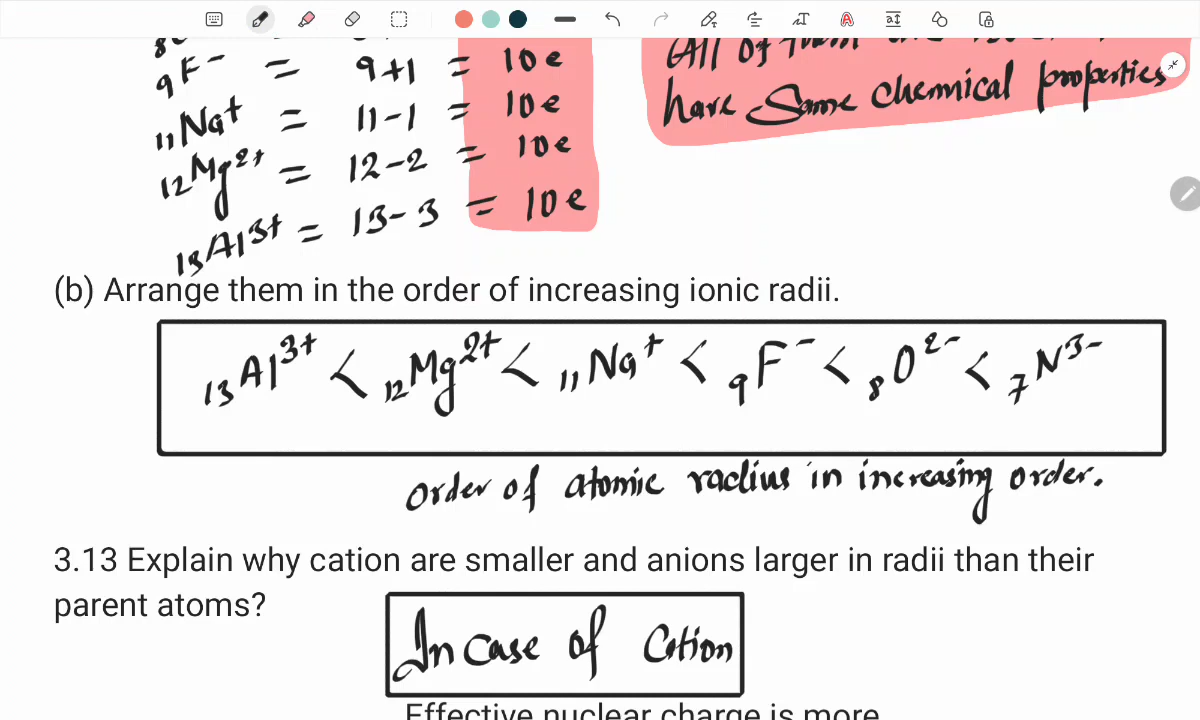 ₉F⁻ = 9+1 = 10e
₁₁Na⁺ = 11-1 = 10e
₁₂Mg²⁺ = 12-2 = 10e
₁₃Al³⁺ = 13-3 = 10e
All of them
have Same chemical properties
(b) Arrange them in the order of increasing ionic radii.
₁₃Al³⁺ < ₁₂Mg²⁺ < ₁₁Na⁺ < ₉F⁻ < ₈O²⁻ < ₇N³⁻
order of atomic radius in increasing order.
3.13 Explain why cation are smaller and anions larger in radii than their
parent atoms?
In case of Cation
Effective nuclear charge is more